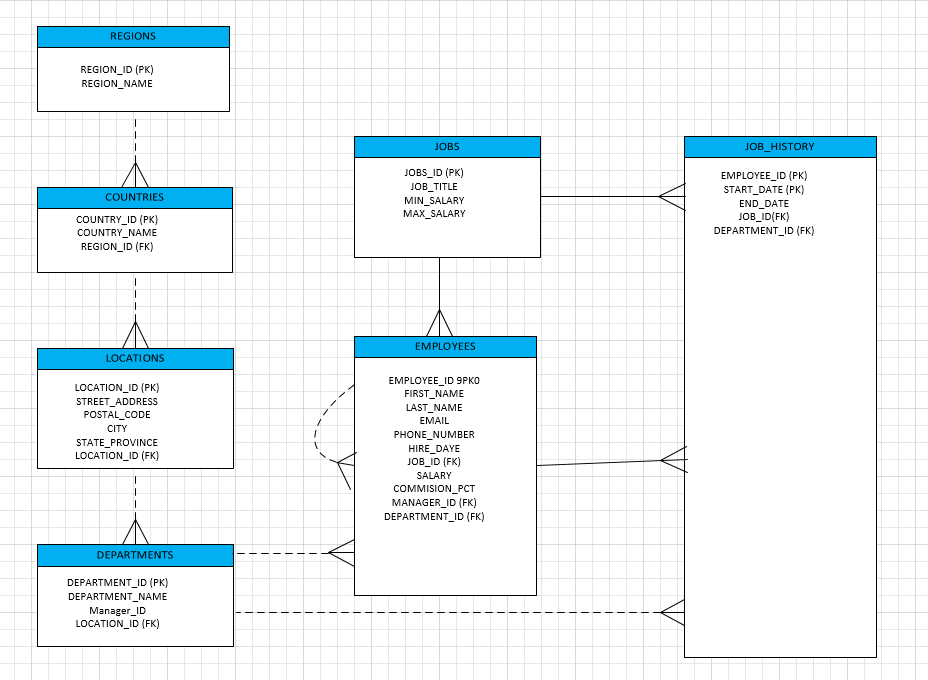 REGIONS
REGION_ID (PK)
REGION_NAME
COUNTRIES
COUNTRY_ID (PK)
COUNTRY_NAME
REGION_ID (FK)
LOCATIONS
LOCATION_ID (PK)
STREET_ADDRESS
POSTAL_CODE
CITY
STATE_PROVINCE
LOCATION_ID (FK)
DEPARTMENTS
DEPARTMENT_ID (PK)
DEPARTMENT_NAME
Manager_ID
LOCATION_ID (FK)
JOBS
JOBS_ID (PK)
JOB_TITLE
MIN_SALARY
MAX_SALARY
EMPLOYEES
EMPLOYEE_ID 9PK0
FIRST_NAME
LAST_NAME
EMAIL
PHONE_NUMBER
HIRE_DAYE
JOB_ID (FK)
SALARY
COMMISION_PCT
MANAGER_ID (FK)
DEPARTMENT_ID (FK)
JOB_HISTORY
EMPLOYEE_ID (PK)
START_DATE (PK)
END_DATE
JOB_ID(FK)
DEPARTMENT_ID (FK)